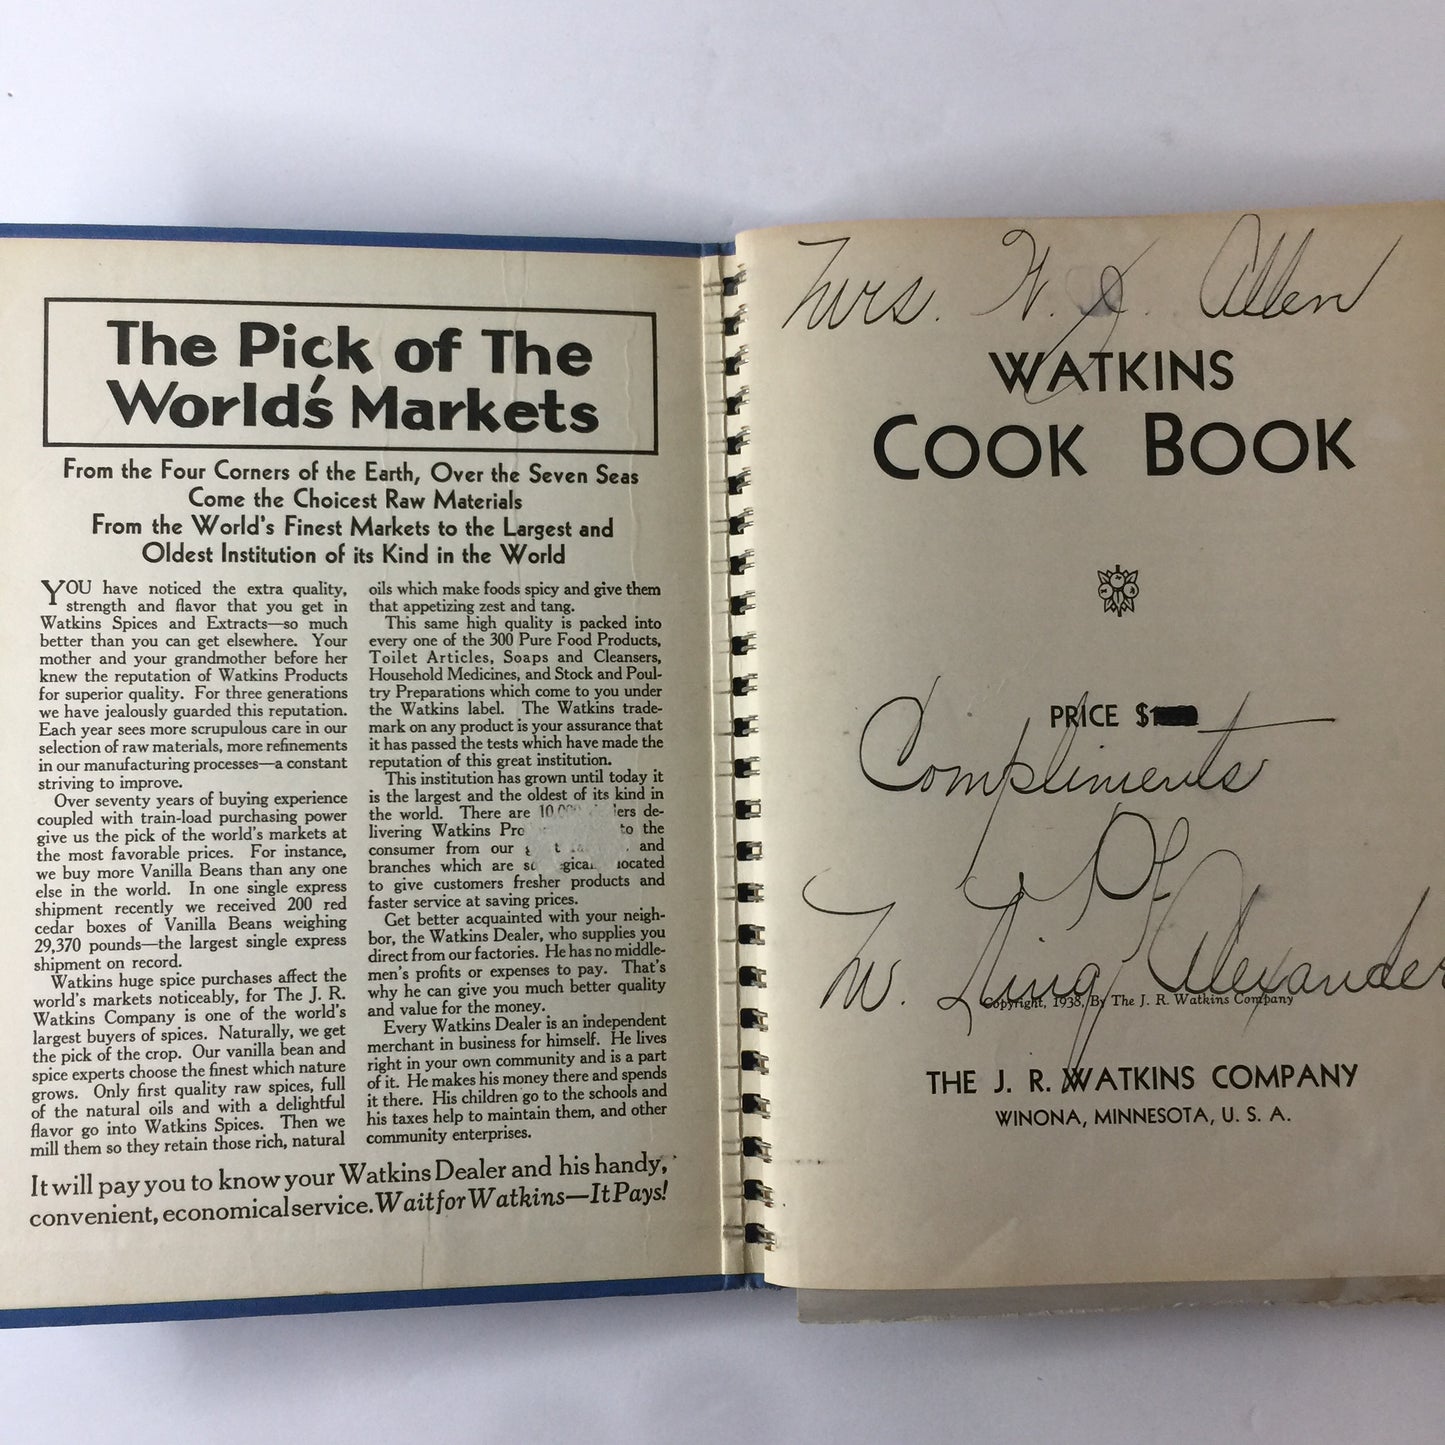 The Pick of The
World's Markets
From the Four Corners of the Earth, Over the Seven Seas
Come the Choicest Raw Materials
From the World's Finest Markets to the Largest and
Oldest Institution of its Kind in the World
YOU have noticed the extra quality,
strength and flavor that you get in
Watkins Spices and Extracts—so much
better than you can get elsewhere. Your
mother and your grandmother before her
knew the reputation of Watkins Products
for superior quality. For three generations
we have jealously guarded this reputation.
Each year sees more scrupulous care in our
selection of raw materials, more refinements
in our manufacturing processes—a constant
striving to improve.
Over seventy years of buying experience
coupled with train-load purchasing power
give us the pick of the world's markets at
the most favorable prices. For instance,
we buy more Vanilla Beans than any one
else in the world. In one single express
shipment recently we received 200 red
cedar boxes of Vanilla Beans weighing
29,370 pounds—the largest single express
shipment on record.
Watkins huge spice purchases affect the
world's markets noticeably, for The J. R.
Watkins Company is one of the world's
largest buyers of spices. Naturally, we get
the pick of the crop. Our vanilla bean and
spice experts choose the finest which nature
grows. Only first quality raw spices, full
of the natural oils and with a delightful
flavor go into Watkins Spices. Then we
mill them so they retain those rich, natural
oils which make foods spicy and give them
that appetizing zest and tang.
This same high quality is packed into
every one of the 300 Pure Food Products,
Toilet Articles, Soaps and Cleansers,
Household Medicines, and Stock and Poul-
try Preparations which come to you under
the Watkins label. The Watkins trade-
mark on any product is your assurance that
it has passed the tests which have made the
reputation of this great institution.
This institution has grown until today it
is the largest and the oldest of its kind in
the world. There are de-
livering Watkins to the
consumer from our and
branches which are located
to give customers fresher products and
faster service at saving prices.
Get better acquainted with your neigh-
bor, the Watkins Dealer, who supplies you
direct from our factories. He has no middle-
men's profits or expenses to pay. That's
why he can give you much better quality
and value for the money.
Every Watkins Dealer is an independent
merchant in business for himself. He lives
right in your own community and is a part
of it. He makes his money there and spends
it there. His children go to the schools and
his taxes help to maintain them, and other
community enterprises.
It will pay you to know your Watkins Dealer and his handy,
convenient, economical service. Wait for Watkins—It Pays!
Mrs. W. J. Allen
WATKINS
COOK BOOK
PRICE $1
Compliments
Of
W. King Alexander
Copyright, 1938, By The J. R. Watkins Company
THE J. R. WATKINS COMPANY
WINONA, MINNESOTA, U. S. A.